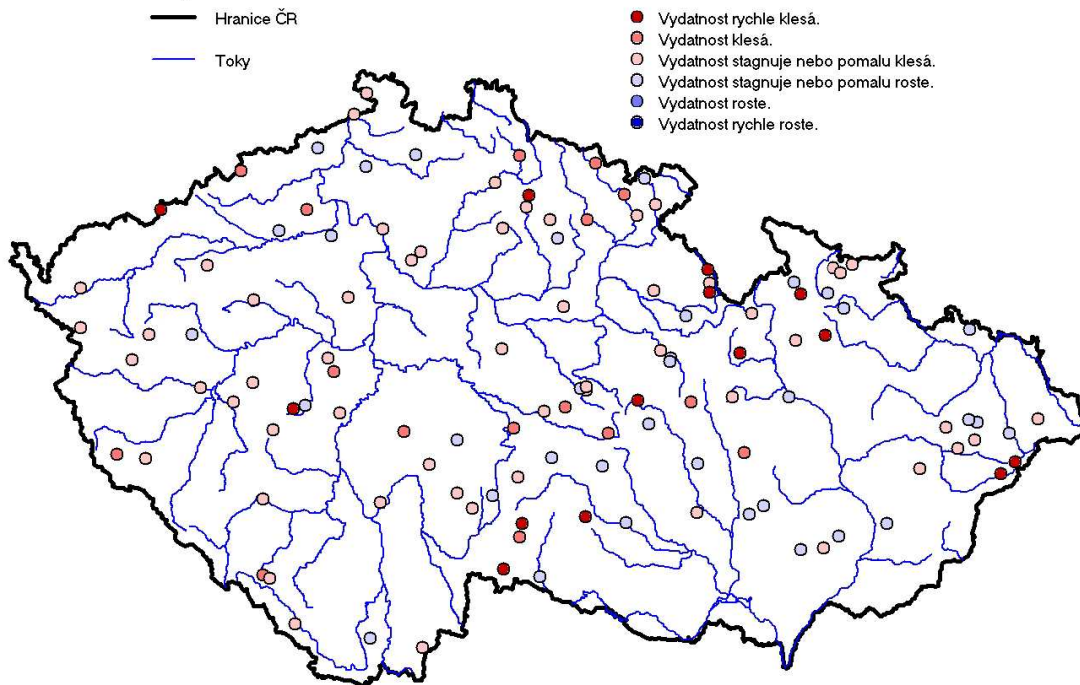 Hranice ČR
Toky
Vydatnost rychle klesá.
Vydatnost klesá.
Vydatnost stagnuje nebo pomalu klesá.
Vydatnost stagnuje nebo pomalu roste.
Vydatnost roste.
Vydatnost rychle roste.